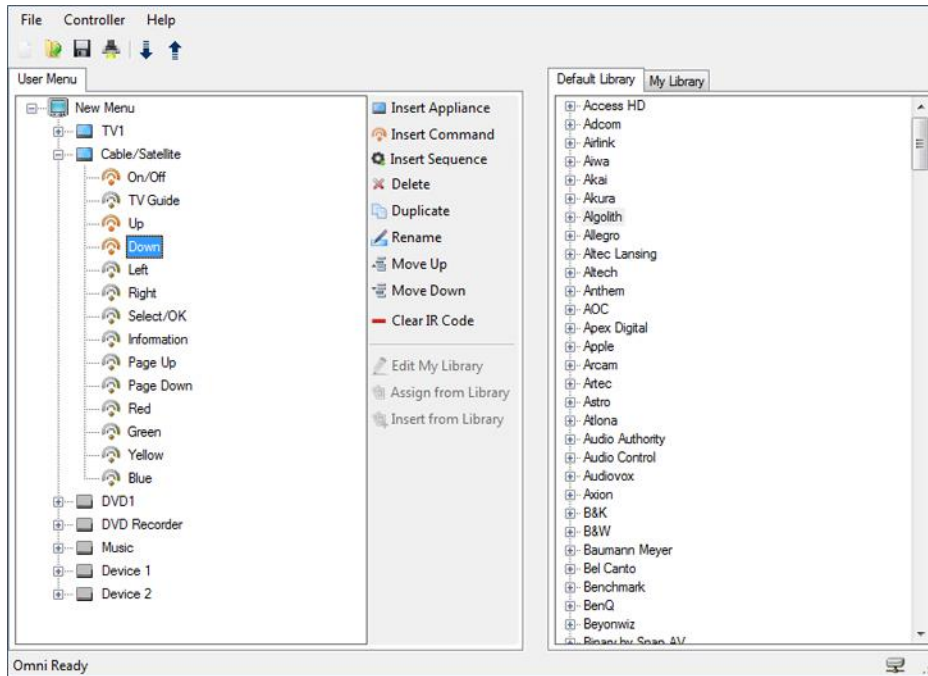 File Controller Help
User Menu
New Menu
TV1
Cable/Satellite
On/Off
TV Guide
Up
Down
Left
Right
Select/OK
Information
Page Up
Page Down
Red
Green
Yellow
Blue
DVD1
DVD Recorder
Music
Device 1
Device 2
Insert Appliance
Insert Command
Insert Sequence
Delete
Duplicate
Rename
Move Up
Move Down
Clear IR Code
Edit My Library
Assign from Library
Insert from Library
Default Library My Library
Access HD
Adcom
Airlink
Aiwa
Akai
Akura
Algolith
Allegro
Altec Lansing
Altech
Anthem
AOC
Apex Digital
Apple
Arcam
Artec
Astro
Atlona
Audio Authority
Audio Control
Audiovox
Axion
B&K
B&W
Baumann Meyer
Bel Canto
Benchmark
BenQ
Beyonwiz
Binary by Snap AV
Omni Ready